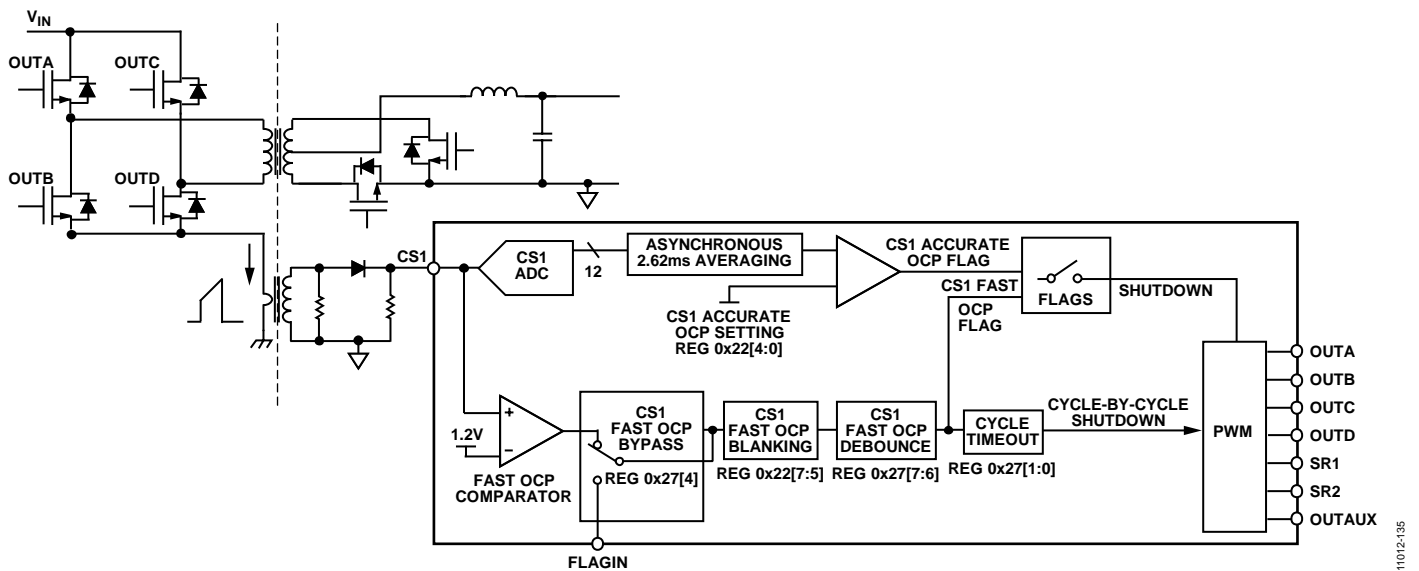 VIN
OUTA
OUTC
OUTB
OUTD
CS1
CS1
ADC
12
ASYNCHRONOUS
2.62ms AVERAGING
CS1 ACCURATE
OCP SETTING
REG 0x22[4:0]
CS1 ACCURATE
OCP FLAG
CS1 FAST
OCP
FLAG
FLAGS
SHUTDOWN
1.2V
+
–
FAST OCP
COMPARATOR
CS1
FAST OCP
BYPASS
REG 0x27[4]
FLAGIN
CS1
FAST OCP
BLANKING
REG 0x22[7:5]
CS1
FAST OCP
DEBOUNCE
REG 0x27[7:6]
CYCLE
TIMEOUT
REG 0x27[1:0]
CYCLE-BY-CYCLE
SHUTDOWN
PWM
OUTA
OUTB
OUTC
OUTD
SR1
SR2
OUTAUX
11012-135